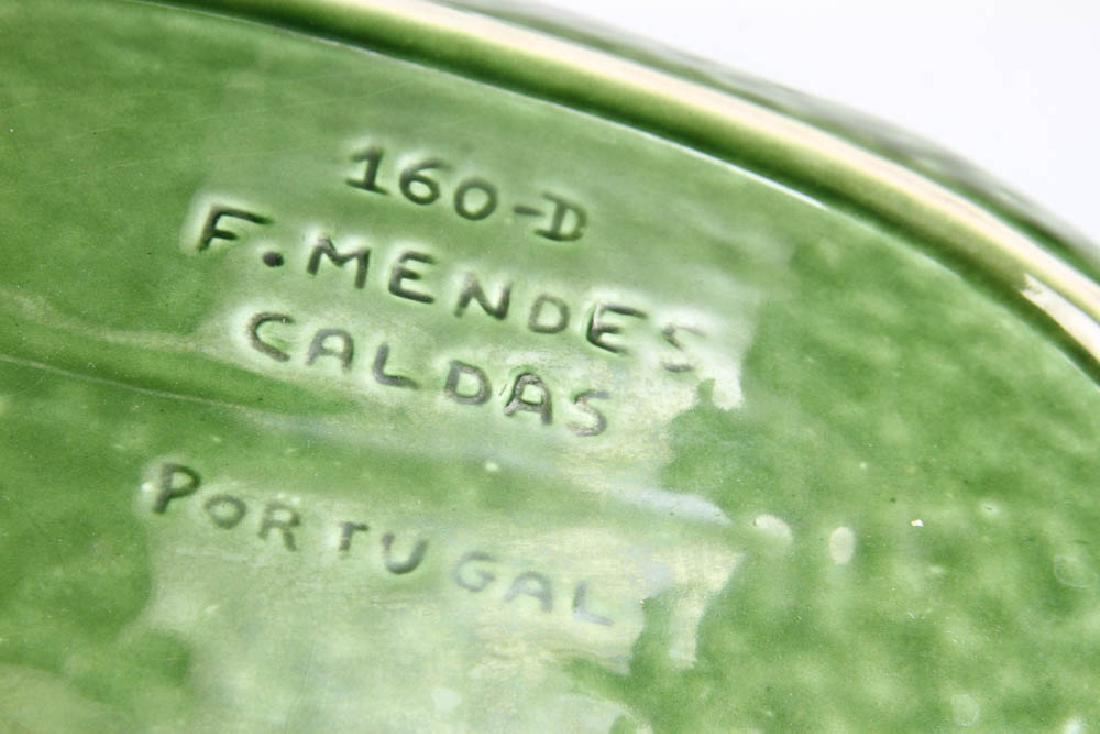 160-D
F. MENDES
CALDAS
PORTUGAL